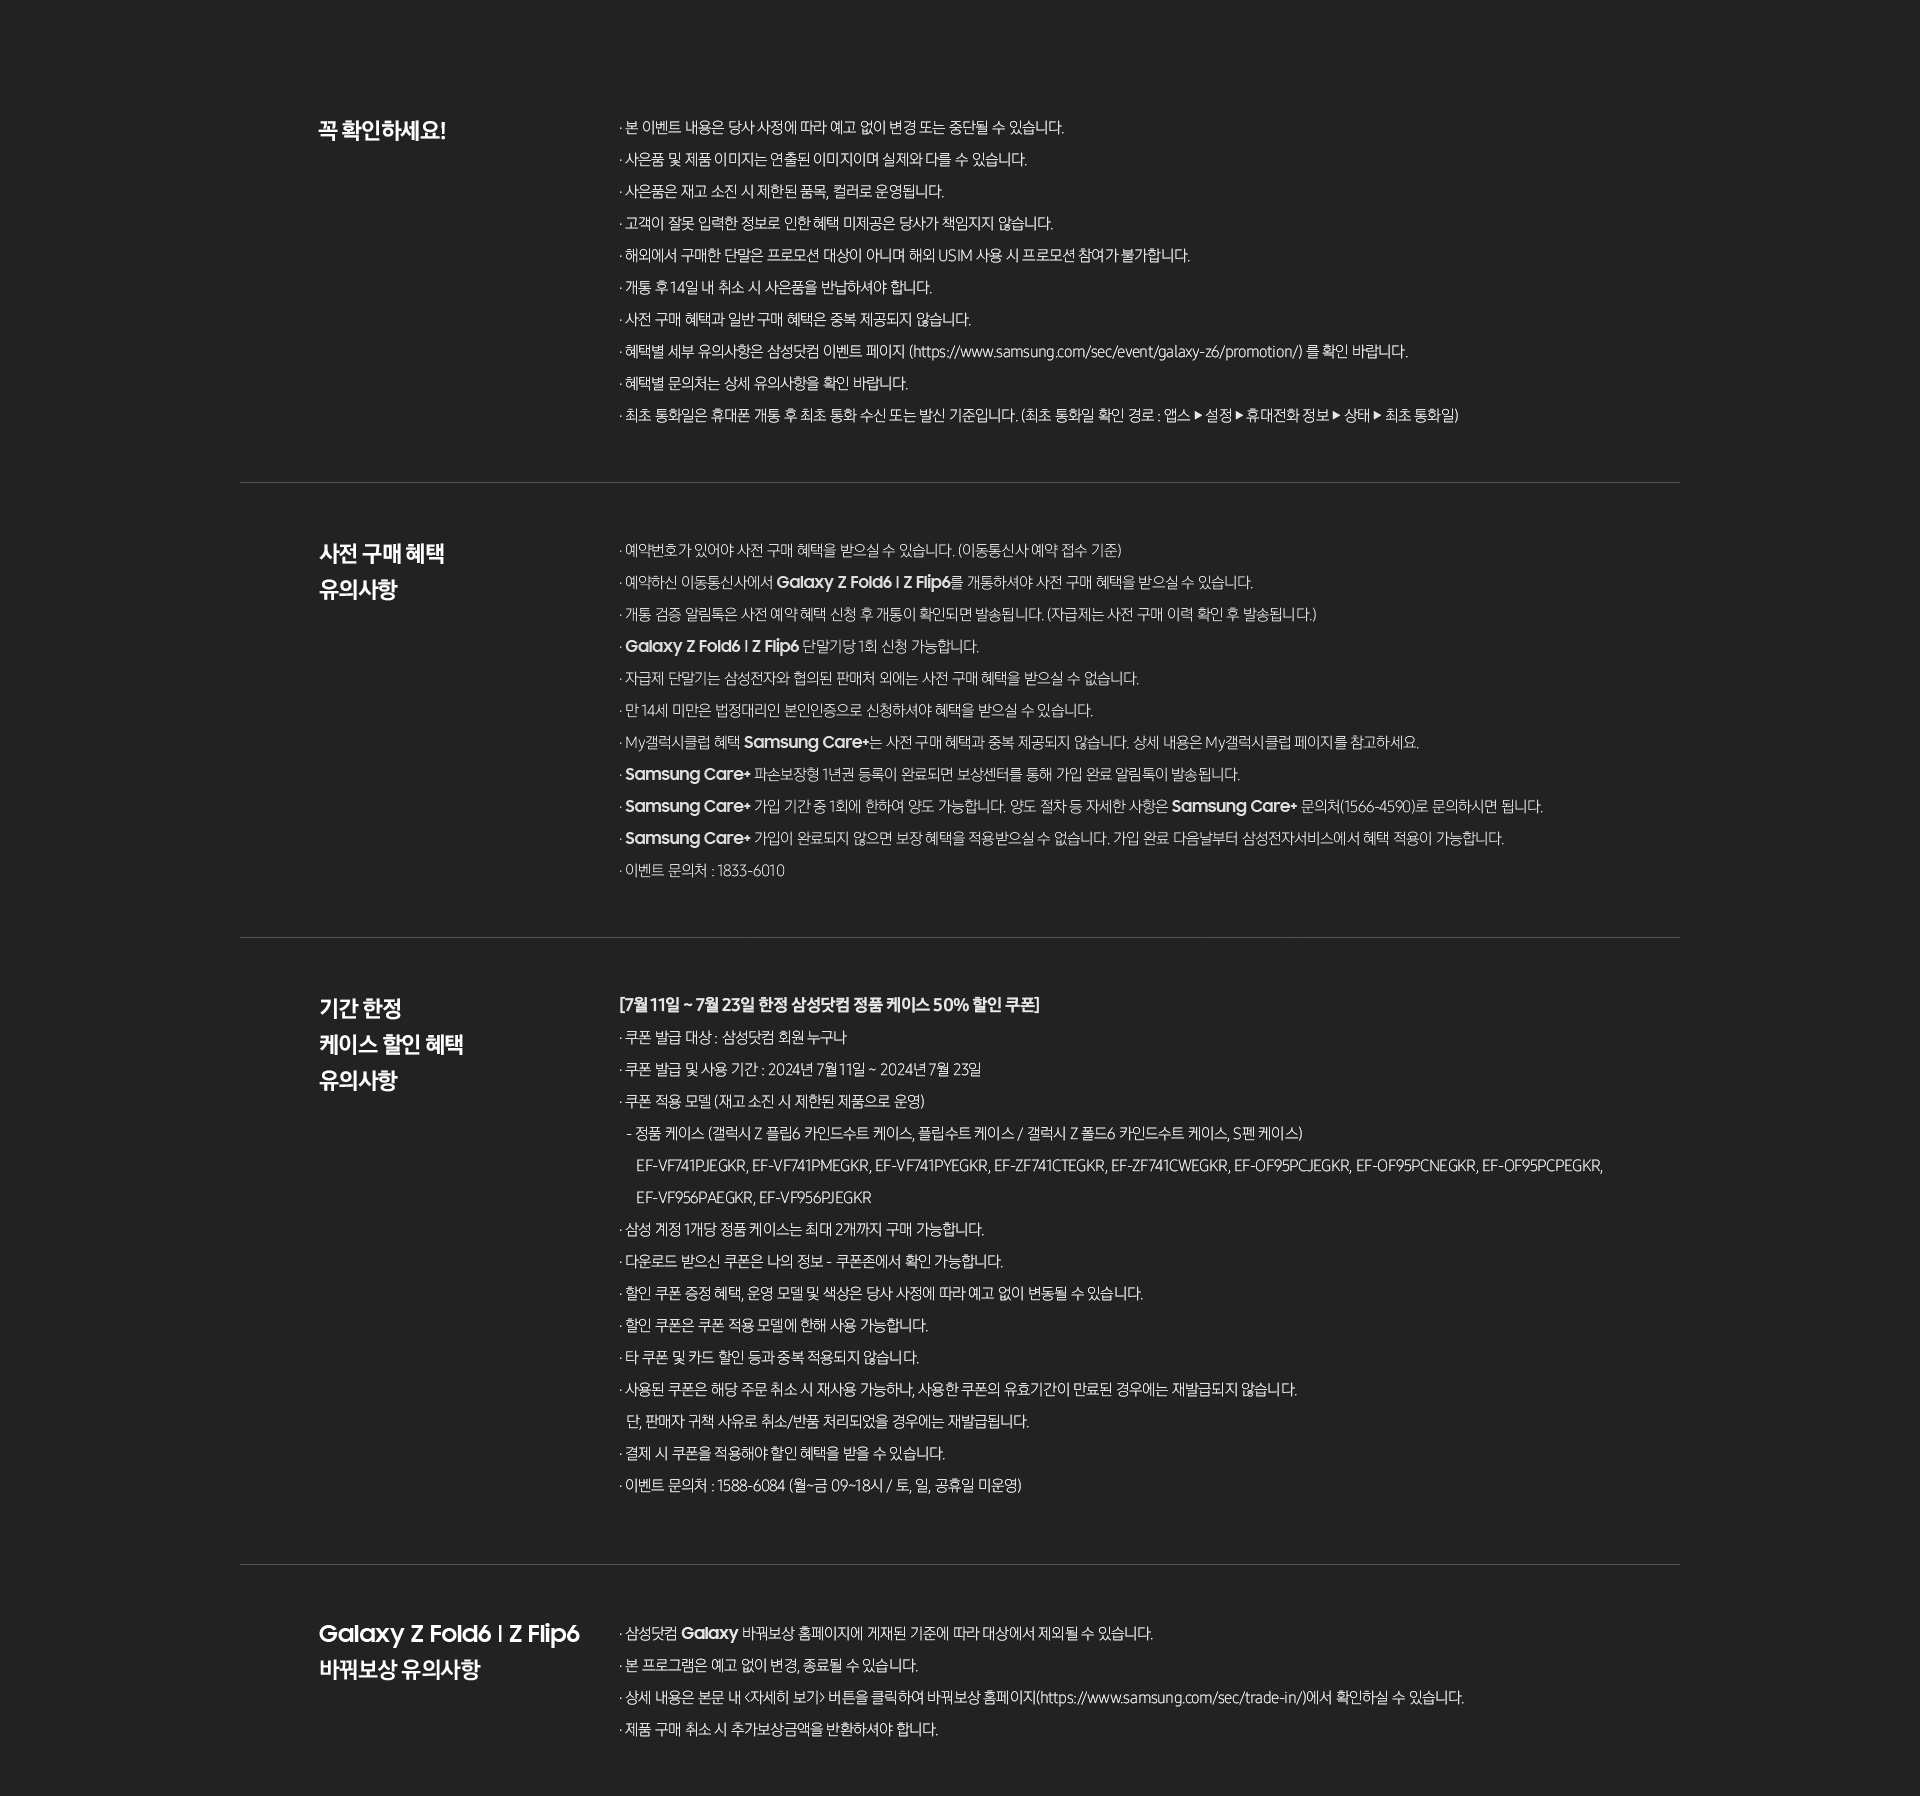 꼭 확인하세요!
· 본 이벤트 내용은 당사 사정에 따라 예고 없이 변경 또는 중단될 수 있습니다.
· 사은품 및 제품 이미지는 연출된 이미지이며 실제와 다를 수 있습니다.
· 사은품은 재고 소진 시 제한된 품목, 컬러로 운영됩니다.
· 고객이 잘못 입력한 정보로 인한 혜택 미제공은 당사가 책임지지 않습니다.
· 해외에서 구매한 단말은 프로모션 대상이 아니며 해외 USIM 사용 시 프로모션 참여가 불가합니다.
· 개통 후 14일 내 취소 시 사은품을 반납하셔야 합니다.
· 사전 구매 혜택과 일반 구매 혜택은 중복 제공되지 않습니다.
· 혜택별 세부 유의사항은 삼성닷컴 이벤트 페이지 (https://www.samsung.com/sec/event/galaxy-z6/promotion/) 를 확인 바랍니다.
· 혜택별 문의처는 상세 유의사항을 확인 바랍니다.
· 최초 통화일은 휴대폰 개통 후 최초 통화 수신 또는 발신 기준입니다. (최초 통화일 확인 경로 : 앱스 ▶ 설정 ▶ 휴대전화 정보 ▶ 상태 ▶ 최초 통화일)
사전 구매 혜택
유의사항
· 예약번호가 있어야 사전 구매 혜택을 받으실 수 있습니다. (이동통신사 예약 접수 기준)
· 예약하신 이동통신사에서 Galaxy Z Fold6 | Z Flip6를 개통하셔야 사전 구매 혜택을 받으실 수 있습니다.
· 개통 검증 알림톡은 사전 예약 혜택 신청 후 개통이 확인되면 발송됩니다. (자급제는 사전 구매 이력 확인 후 발송됩니다.)
· Galaxy Z Fold6 | Z Flip6 단말기당 1회 신청 가능합니다.
· 자급제 단말기는 삼성전자와 협의된 판매처 외에는 사전 구매 혜택을 받으실 수 없습니다.
· 만 14세 미만은 법정대리인 본인인증으로 신청하셔야 혜택을 받으실 수 있습니다.
· My갤럭시클럽 혜택 Samsung Care+는 사전 구매 혜택과 중복 제공되지 않습니다. 상세 내용은 My갤럭시클럽 페이지를 참고하세요.
· Samsung Care+ 파손보장형 1년권 등록이 완료되면 보상센터를 통해 가입 완료 알림톡이 발송됩니다.
· Samsung Care+ 가입 기간 중 1회에 한하여 양도 가능합니다. 양도 절차 등 자세한 사항은 Samsung Care+ 문의처(1566-4590)로 문의하시면 됩니다.
· Samsung Care+ 가입이 완료되지 않으면 보장 혜택을 적용받으실 수 없습니다. 가입 완료 다음날부터 삼성전자서비스에서 혜택 적용이 가능합니다.
· 이벤트 문의처 : 1833-6010
기간 한정
케이스 할인 혜택
유의사항
[7월 11일 ~ 7월 23일 한정 삼성닷컴 정품 케이스 50% 할인 쿠폰]
· 쿠폰 발급 대상 : 삼성닷컴 회원 누구나
· 쿠폰 발급 및 사용 기간 : 2024년 7월 11일 ~ 2024년 7월 23일
· 쿠폰 적용 모델 (재고 소진 시 제한된 제품으로 운영)
- 정품 케이스 (갤럭시 Z 플립6 카인드수트 케이스, 플립수트 케이스 / 갤럭시 Z 폴드6 카인드수트 케이스, S펜 케이스)
EF-VF741PJEGKR, EF-VF741PMEGKR, EF-VF741PYEGKR, EF-ZF741CTEGKR, EF-ZF741CWEGKR, EF-OF95PCJEGKR, EF-OF95PCNEGKR, EF-OF95PCPEGKR,
EF-VF956PAEGKR, EF-VF956PJEGKR
· 삼성 계정 1개당 정품 케이스는 최대 2개까지 구매 가능합니다.
· 다운로드 받으신 쿠폰은 나의 정보 - 쿠폰존에서 확인 가능합니다.
· 할인 쿠폰 증정 혜택, 운영 모델 및 색상은 당사 사정에 따라 예고 없이 변동될 수 있습니다.
· 할인 쿠폰은 쿠폰 적용 모델에 한해 사용 가능합니다.
· 타 쿠폰 및 카드 할인 등과 중복 적용되지 않습니다.
· 사용된 쿠폰은 해당 주문 취소 시 재사용 가능하나, 사용한 쿠폰의 유효기간이 만료된 경우에는 재발급되지 않습니다.
단, 판매자 귀책 사유로 취소/반품 처리되었을 경우에는 재발급됩니다.
· 결제 시 쿠폰을 적용해야 할인 혜택을 받을 수 있습니다.
· 이벤트 문의처 : 1588-6084 (월~금 09~18시 / 토, 일, 공휴일 미운영)
Galaxy Z Fold6 | Z Flip6
바꿔보상 유의사항
· 삼성닷컴 Galaxy 바꿔보상 홈페이지에 게재된 기준에 따라 대상에서 제외될 수 있습니다.
· 본 프로그램은 예고 없이 변경, 종료될 수 있습니다.
· 상세 내용은 본문 내 <자세히 보기> 버튼을 클릭하여 바꿔보상 홈페이지(https://www.samsung.com/sec/trade-in/)에서 확인하실 수 있습니다.
· 제품 구매 취소 시 추가보상금액을 반환하셔야 합니다.